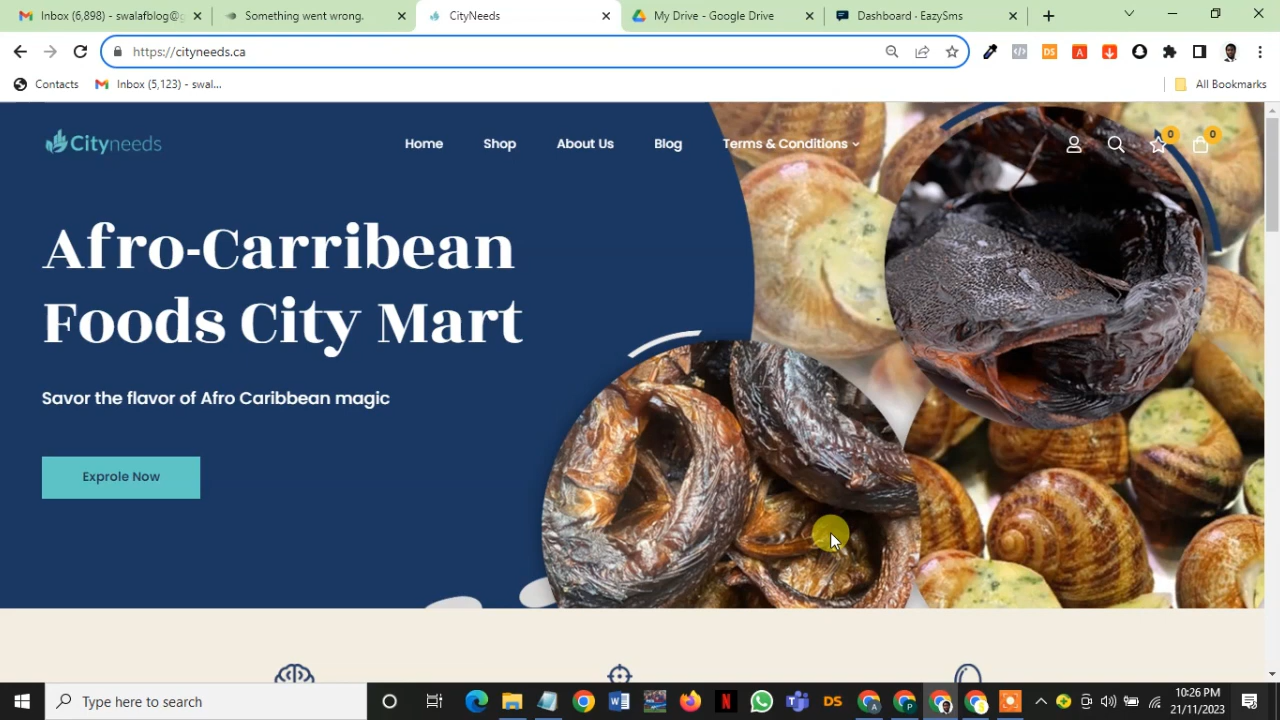 Inbox (6,898) - swalafblog@g
Something went wrong.
CityNeeds
My Drive - Google Drive
Dashboard - EazySms
https://cityneeds.ca
DS
A
Contacts
Inbox (5,123) - swal...
All Bookmarks
Cityneeds
Home
Shop
About Us
Blog
Terms & Conditions
0
0
Afro-Carribean
Foods City Mart
Savor the flavor of Afro Caribbean magic
Exprole Now
Type here to search
W
N
DS
A
P
10:26 PM
21/11/2023